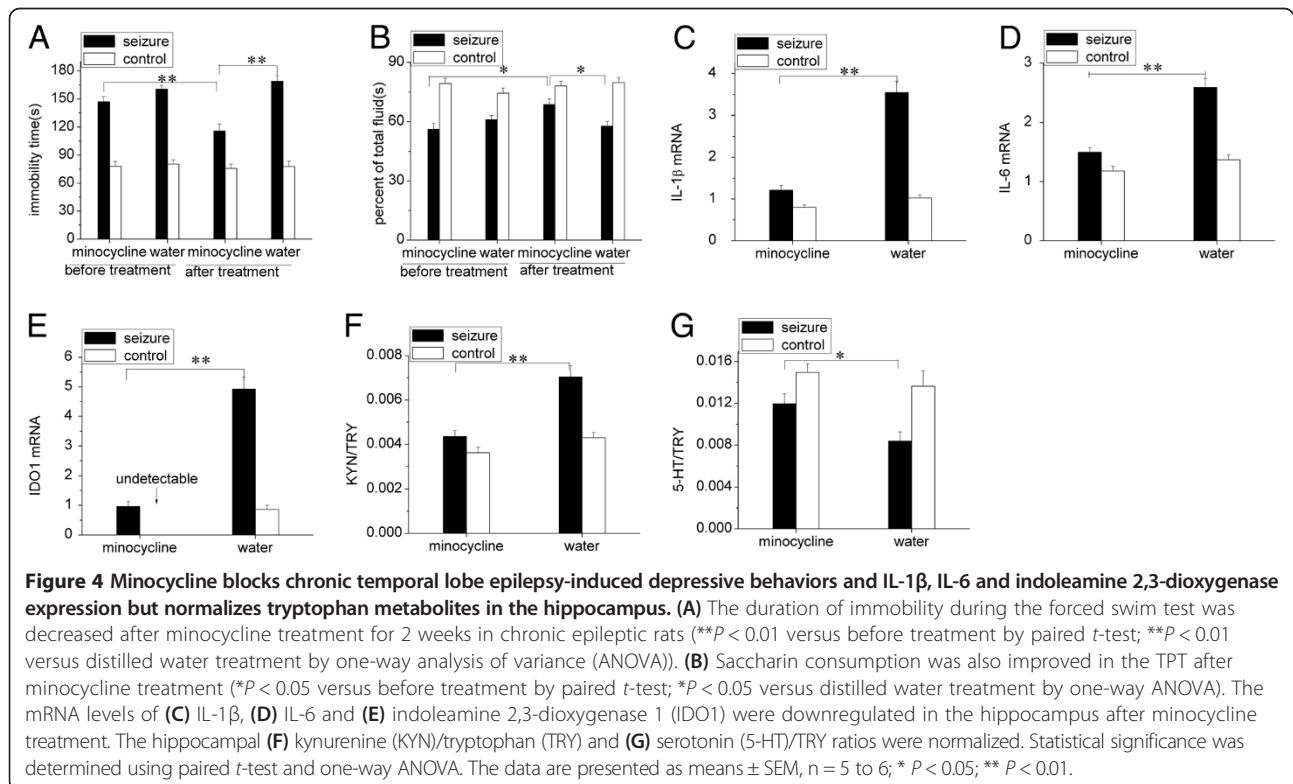 A
seizure
control
immobility time(s)
180
150
120
90
60
30
0
**
**
minocycline water minocycline water
before treatment after treatment
B
seizure
control
percent of total fluid(s)
90
60
30
0
*
*
minocycline water minocycline water
before treatment after treatment
C
seizure
control
IL-1β mRNA
4
3
2
1
0
**
minocycline water
D
seizure
control
IL-6 mRNA
3
2
1
0
**
minocycline water
E
seizure
control
IDO1 mRNA
6
5
4
3
2
1
0
undetectable
**
minocycline water
F
seizure
control
KYN/TRY
0.008
0.006
0.004
0.002
0.000
**
minocycline water
G
seizure
control
5-HT/TRY
0.016
0.012
0.008
0.004
0.000
*
minocycline water
Figure 4 Minocycline blocks chronic temporal lobe epilepsy-induced depressive behaviors and IL-1β, IL-6 and indoleamine 2,3-dioxygenase
expression but normalizes tryptophan metabolites in the hippocampus. (A) The duration of immobility during the forced swim test was
decreased after minocycline treatment for 2 weeks in chronic epileptic rats (**P < 0.01 versus before treatment by paired t-test; **P < 0.01
versus distilled water treatment by one-way analysis of variance (ANOVA)). (B) Saccharin consumption was also improved in the TPT after
minocycline treatment (*P < 0.05 versus before treatment by paired t-test; *P < 0.05 versus distilled water treatment by one-way ANOVA). The
mRNA levels of (C) IL-1β, (D) IL-6 and (E) indoleamine 2,3-dioxygenase 1 (IDO1) were downregulated in the hippocampus after minocycline
treatment. The hippocampal (F) kynurenine (KYN)/tryptophan (TRY) and (G) serotonin (5-HT)/TRY ratios were normalized. Statistical significance was
determined using paired t-test and one-way ANOVA. The data are presented as means ± SEM, n = 5 to 6; * P < 0.05; ** P < 0.01.